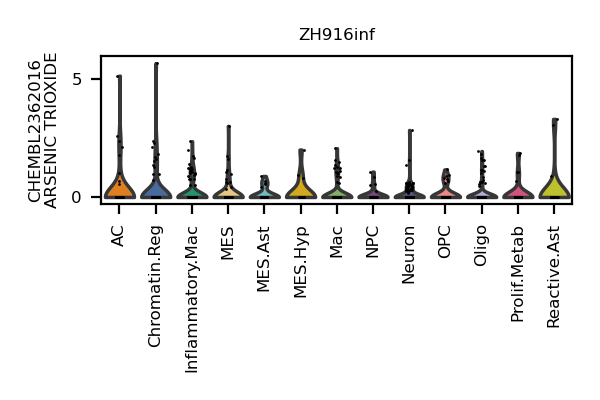 ZH916inf
CHEMBL2362016
ARSENIC TRIOXIDE
5
0
AC
Chromatin.Reg
Inflammatory.Mac
MES
MES.Ast
MES.Hyp
Mac
NPC
Neuron
OPC
Oligo
Prolif.Metab
Reactive.Ast